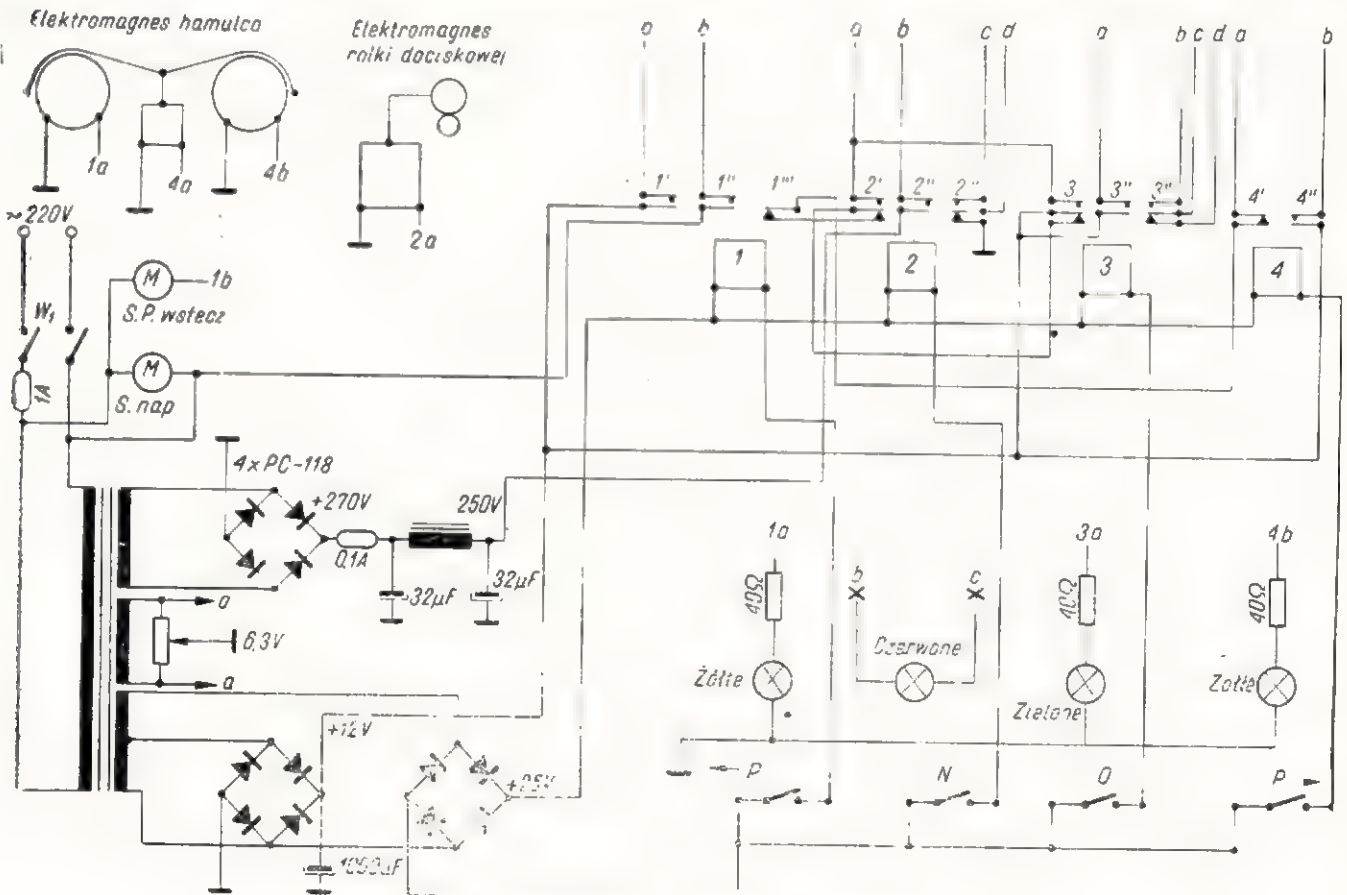 Elektromagnes hamulca
Elektromagnes
rolki dociskowej
a b a b c d a b c d a b
1a 4a 4b
2a
1' 1" 1"' 2' 2" 2"' 3' 3" 3"' 4' 4"
~220V
1 2 3 4
M 1b
S.P. wstecz
W₁
M
S. nap
1A
4×PC-118
+270V
250V
0,1A
32µF
32µF
a
6,3V
a
1a b c 3a 4b
40Ω 40Ω 40Ω
Żółte
Czerwone
Zielone
Żółte
+12V
1000µF
P N O P